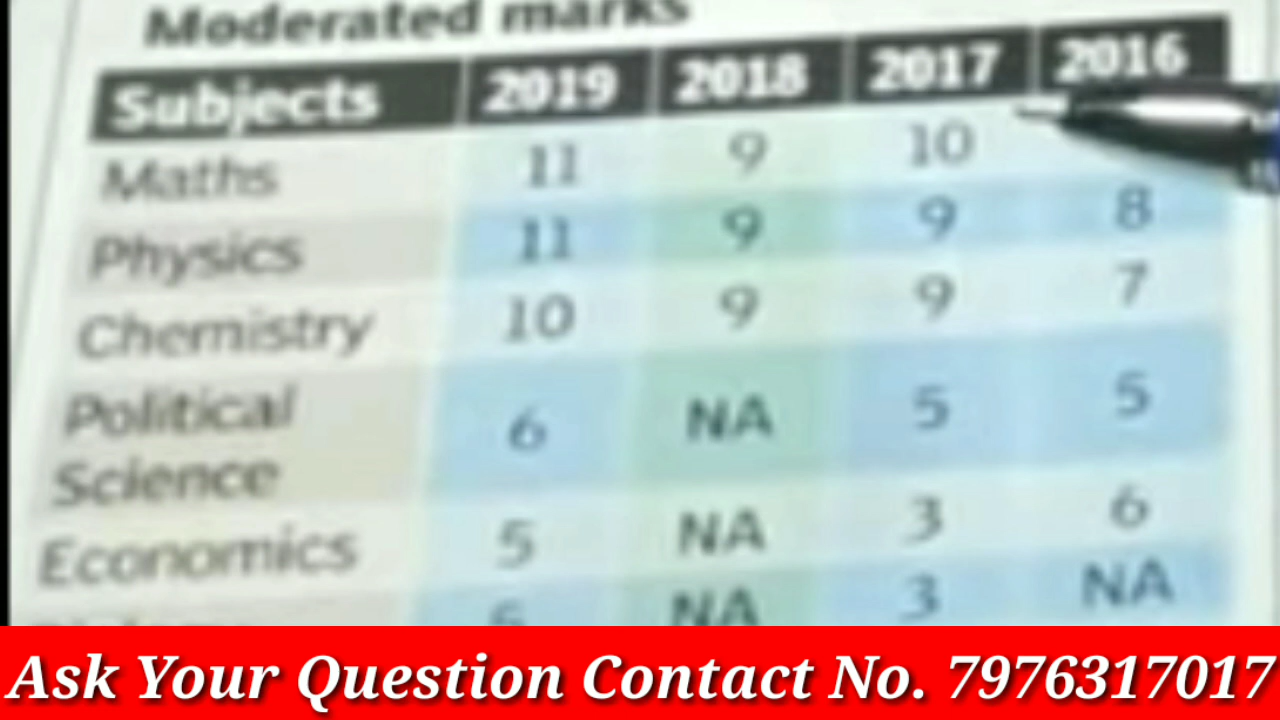 Moderated marks
Subjects 2019 2018 2017 2016
Maths 11 9 10
Physics 11 9 9 8
Chemistry 10 9 9 7
Political
Science 6 NA 5 5
Economics 5 NA 3 6
NA 3 NA
Ask Your Question Contact No. 7976317017